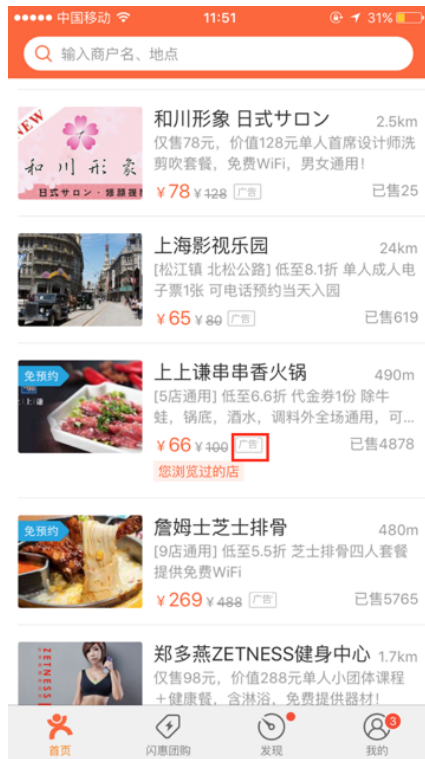 中国移动 11:51 31%
输入商户名、地点
NEW
和川形象
日式サロン・爆顔護
和川形象 日式サロン 2.5km
仅售78元，价值128元单人首席设计师洗
剪吹套餐，免费WiFi，男女通用！
¥78 ¥128 广告 已售25
上海影视乐园 24km
[松江镇 北松公路] 低至8.1折 单人成人电
子票1张 可电话预约当天入园
¥65 ¥80 广告 已售619
免预约
上上谦串串香火锅 490m
[5店通用] 低至6.6折 代金券1份 除牛
蛙，锅底，酒水，调料外全场通用，可...
¥66 ¥100 广告 已售4878
您浏览过的店
免预约
詹姆士芝士排骨 480m
[9店通用] 低至5.5折 芝士排骨四人套餐
提供免费WiFi
¥269 ¥488 广告 已售5765
ZETNESS
郑多燕ZETNESS健身中心 1.7km
仅售98元，价值288元单人小团体课程
＋健康餐，含淋浴，免费提供器材！
3
首页 闪惠团购 发现 我的